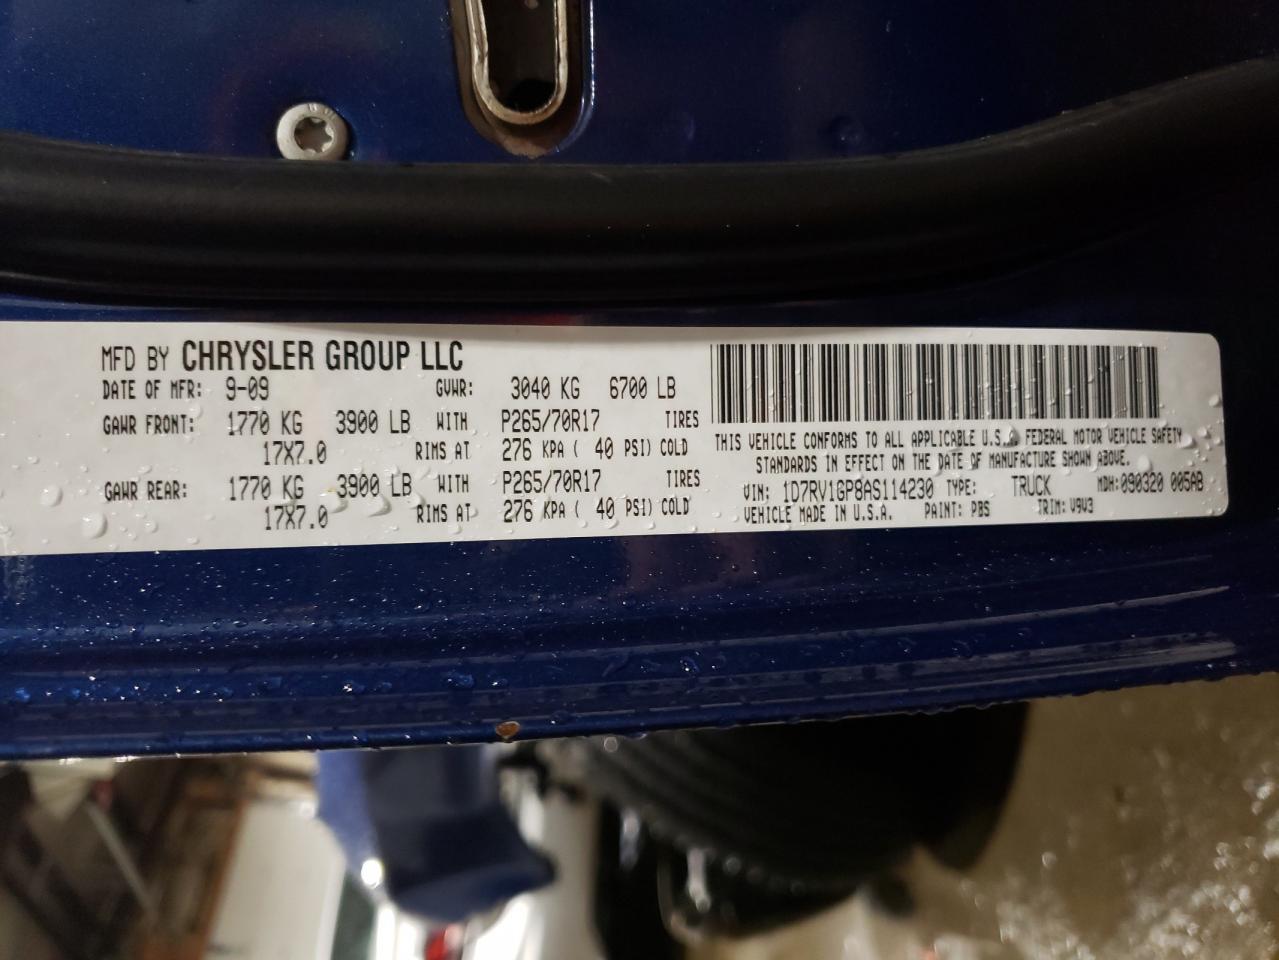 MFD BY CHRYSLER GROUP LLC
DATE OF MFR: 9-09 GVWR: 3040 KG 6700 LB
GAWR FRONT: 1770 KG 3900 LB WITH P265/70R17 TIRES
17X7.0 RIMS AT 276 KPA ( 40 PSI) COLD
GAWR REAR: 1770 KG 3900 LB WITH P265/70R17 TIRES
17X7.0 RIMS AT 276 KPA ( 40 PSI) COLD
THIS VEHICLE CONFORMS TO ALL APPLICABLE U.S.A. FEDERAL MOTOR VEHICLE SAFETY
STANDARDS IN EFFECT ON THE DATE OF MANUFACTURE SHOWN ABOVE.
VIN: 1D7RV1GP8AS114230 TYPE: TRUCK MDH: 090320 005AB
VEHICLE MADE IN U.S.A. PAINT: PBS TRIM: V9V3